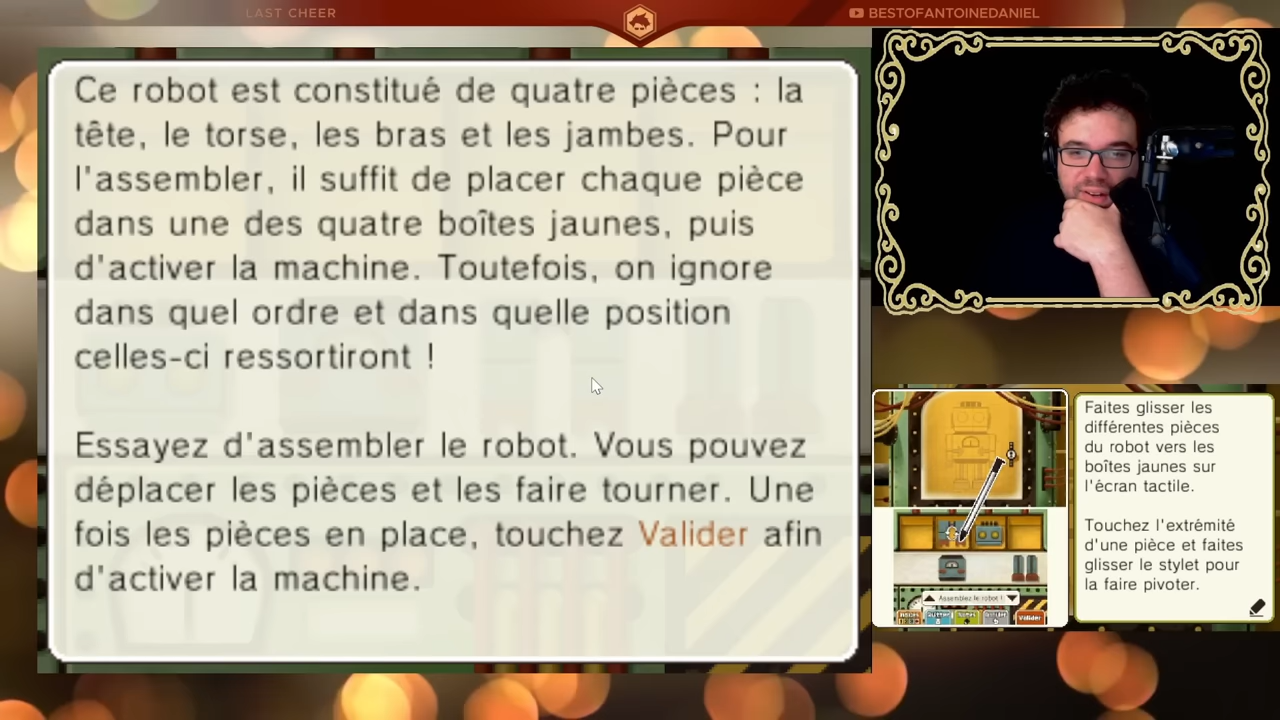 LAST CHEER
BESTOFANTOINEDANIEL
Ce robot est constitué de quatre pièces : la
tête, le torse, les bras et les jambes. Pour
l'assembler, il suffit de placer chaque pièce
dans une des quatre boîtes jaunes, puis
d'activer la machine. Toutefois, on ignore
dans quel ordre et dans quelle position
celles-ci ressortiront !
Essayez d'assembler le robot. Vous pouvez
déplacer les pièces et les faire tourner. Une
fois les pièces en place, touchez Valider afin
d'activer la machine.
Faites glisser les
différentes pièces
du robot vers les
boîtes jaunes sur
l'écran tactile.
Touchez l'extrémité
d'une pièce et faites
glisser le stylet pour
la faire pivoter.
Assemblez le robot !
Valider